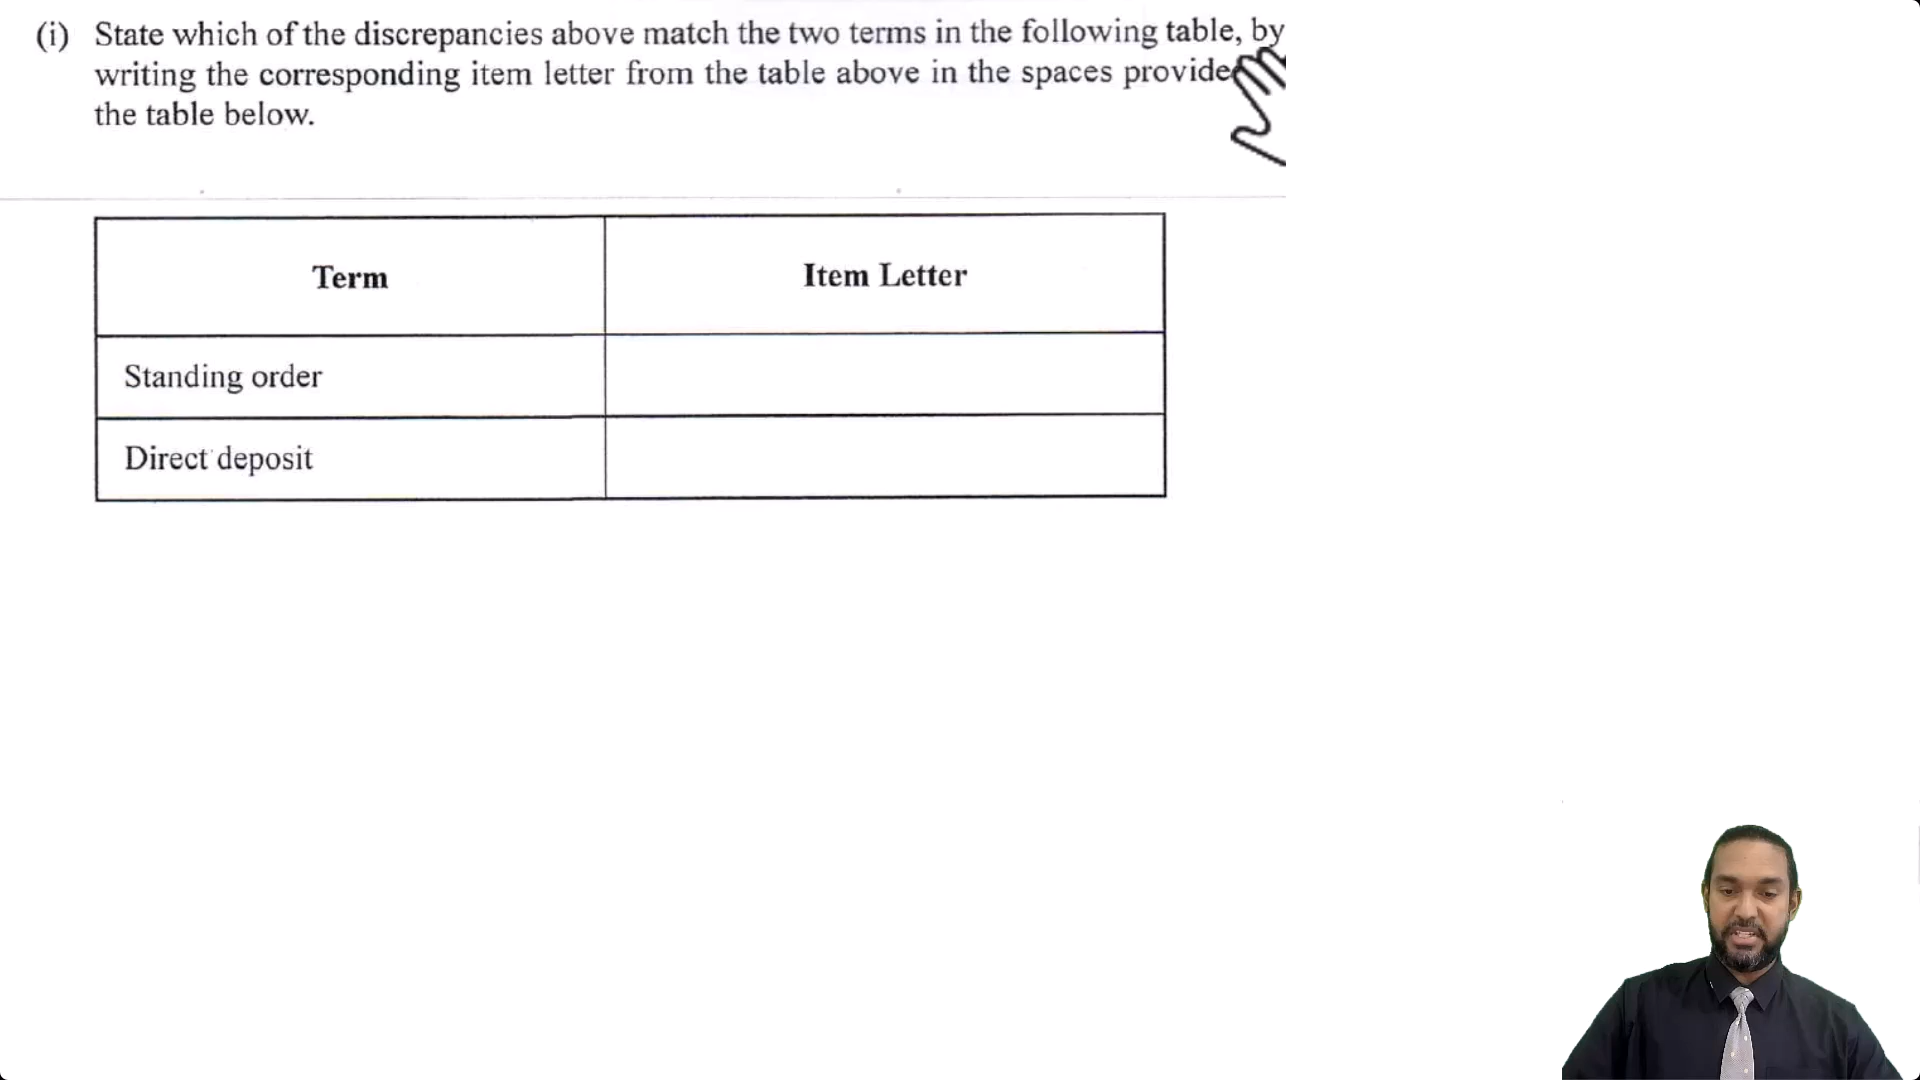 (i) State which of the discrepancies above match the two terms in the following table, by
writing the corresponding item letter from the table above in the spaces
the table below.
Term Item Letter
Standing order
Direct deposit